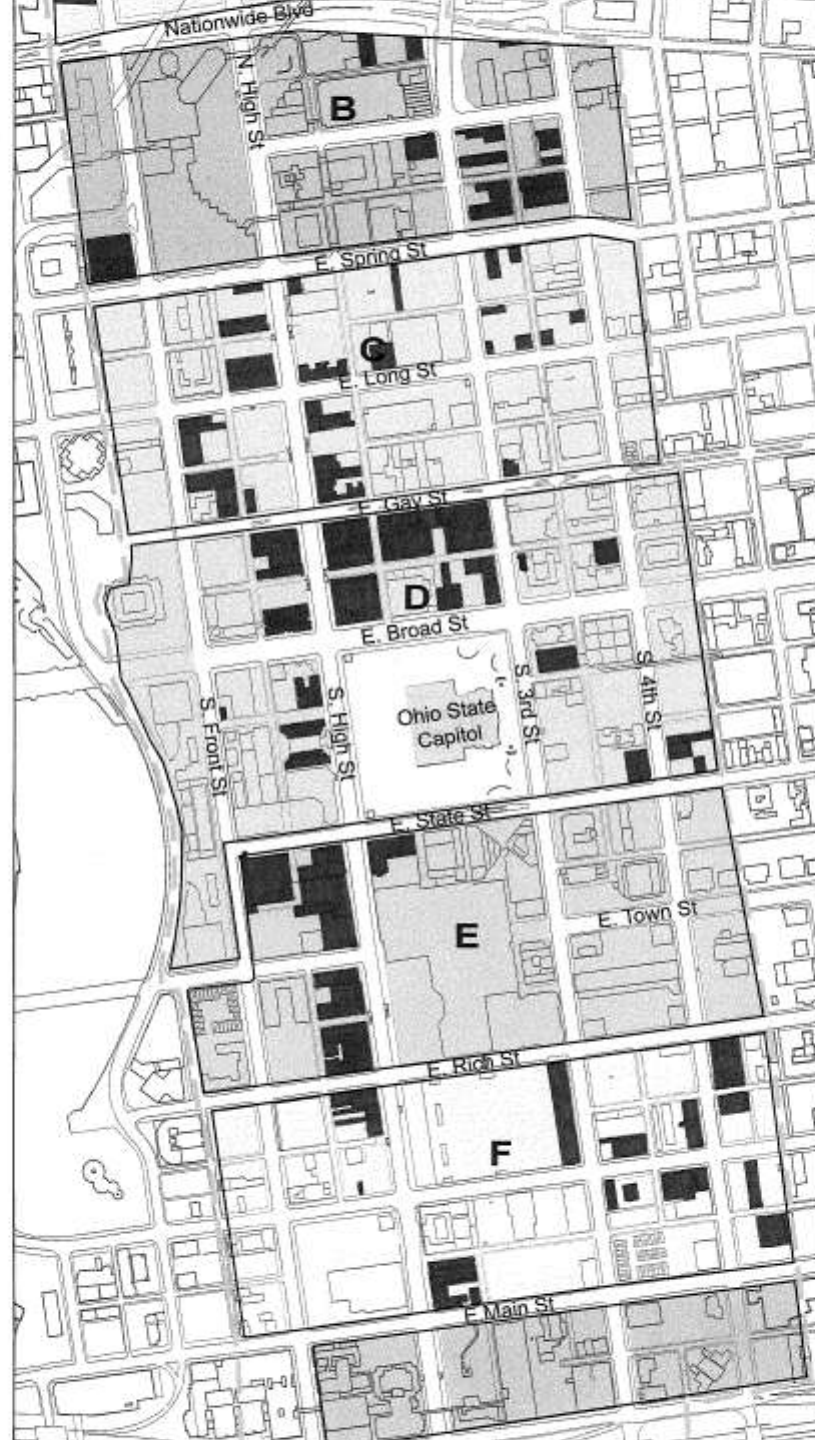 Nationwide Blvd
N. High St
B
E. Spring St
C
E. Long St
E. Gay St
D
E. Broad St
Ohio State
Capitol
S. Front St
S. High St
S. 3rd St
S. 4th St
E. State St
E
E. Town St
E. Rich St
F
E Main St